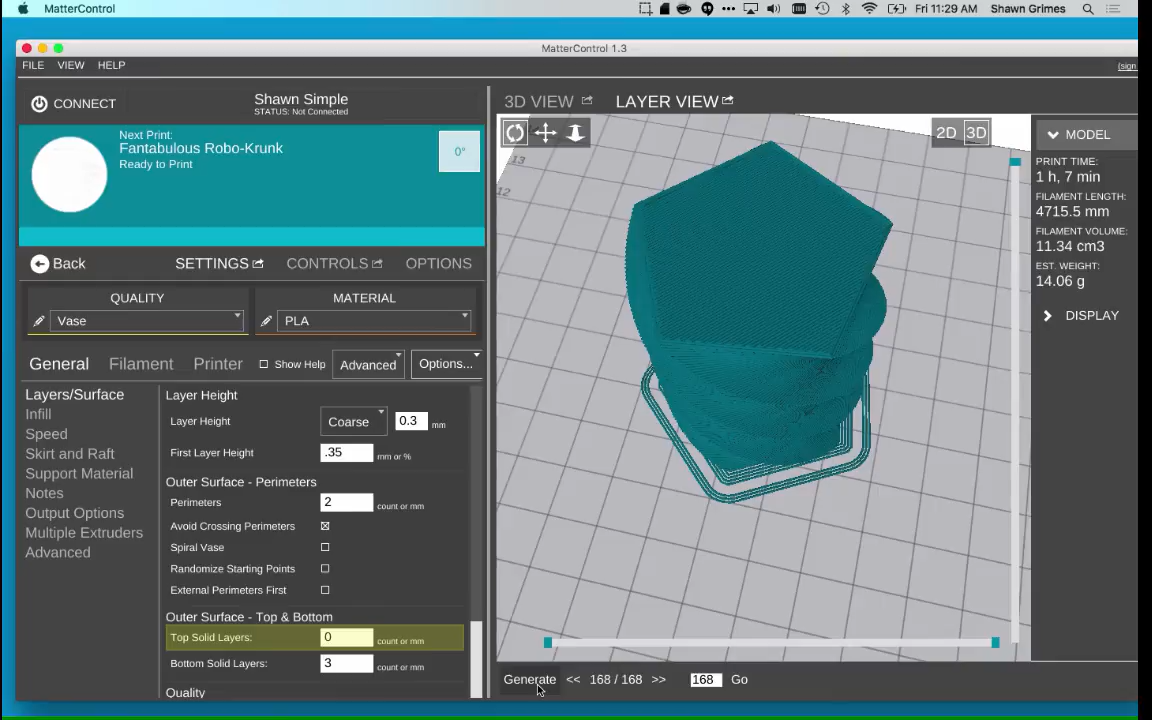 MatterControl
Fri 11:29 AM Shawn Grimes
MatterControl 1.3
FILE VIEW HELP
(sign
CONNECT
Shawn Simple
STATUS: Not Connected
Next Print:
Fantabulous Robo-Krunk
Ready to Print
0°
Back
SETTINGS CONTROLS OPTIONS
QUALITY MATERIAL
Vase PLA
General Filament Printer Show Help Advanced Options...
Layers/Surface
Infill
Speed
Skirt and Raft
Support Material
Notes
Output Options
Multiple Extruders
Advanced
Layer Height
Layer Height Coarse 0.3 mm
First Layer Height .35 mm or %
Outer Surface - Perimeters
Perimeters 2 count or mm
Avoid Crossing Perimeters
Spiral Vase
Randomize Starting Points
External Perimeters First
Outer Surface - Top & Bottom
Top Solid Layers: 0 count or mm
Bottom Solid Layers: 3 count or mm
Quality
3D VIEW LAYER VIEW
2D 3D
13
12
Generate << 168 / 168 >> 168 Go
MODEL
PRINT TIME:
1 h, 7 min
FILAMENT LENGTH:
4715.5 mm
FILAMENT VOLUME:
11.34 cm3
EST. WEIGHT:
14.06 g
DISPLAY